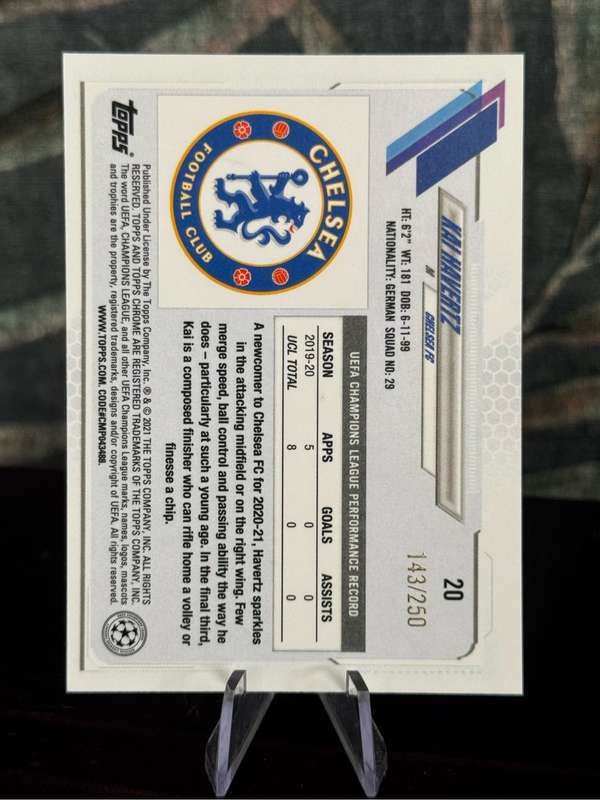 20
143/250
KAI HAVERTZ
M CHELSEA FC
HT: 6'2" WT: 181 DOB: 6-11-99
NATIONALITY: GERMAN SQUAD NO: 29
CHELSEA
FOOTBALL CLUB
UEFA CHAMPIONS LEAGUE PERFORMANCE RECORD
SEASON APPS GOALS ASSISTS
2019-20 5 0 0
UCL TOTAL 8 0 0
A newcomer to Chelsea FC for 2020-21, Havertz sparkles
in the attacking midfield or on the right wing. Few
merge speed, ball control and passing ability the way he
does – particularly at such a young age. In the final third,
Kai is a composed finisher who can rifle home a volley or
finesse a chip.
topps
Published Under License by The Topps Company, Inc. ® & © 2021 THE TOPPS COMPANY, INC. ALL RIGHTS
RESERVED. TOPPS AND TOPPS CHROME ARE REGISTERED TRADEMARKS OF THE TOPPS COMPANY, INC.
The word UEFA, CHAMPIONS LEAGUE, and all other UEFA Champions League marks, names, logos, mascots
and trophies are the property, registered trademarks, designs and/or copyright of UEFA. All rights reserved.
WWW.TOPPS.COM. CODE#CMP043488.